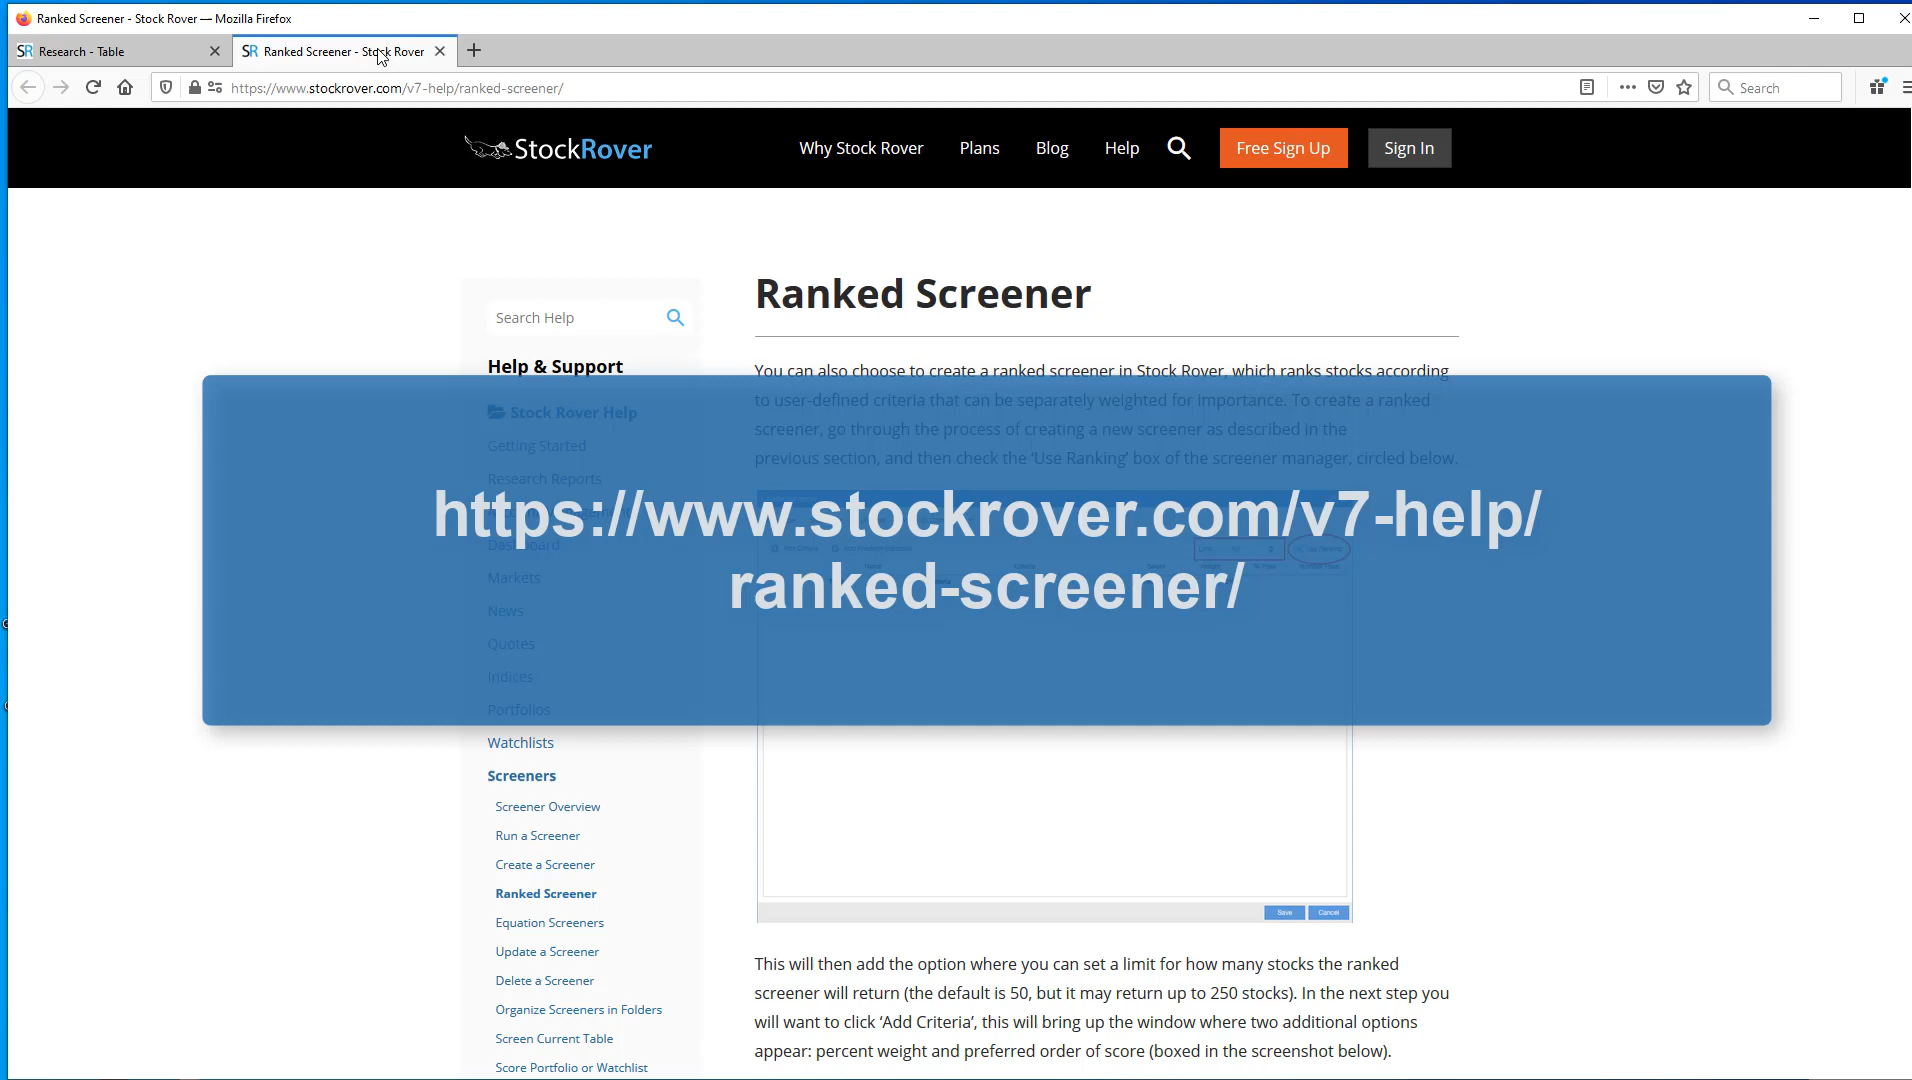 Ranked Screener - Stock Rover — Mozilla Firefox
SR Research - Table
SR Ranked Screener - Stock Rover
https://www.stockrover.com/v7-help/ranked-screener/
Search
StockRover
Why Stock Rover
Plans
Blog
Help
Free Sign Up
Sign In
Search Help
Help & Support
Stock Rover Help
Getting Started
Research Reports
Dashboard
Markets
News
Quotes
Indices
Portfolios
Watchlists
Screeners
Screener Overview
Run a Screener
Create a Screener
Ranked Screener
Equation Screeners
Update a Screener
Delete a Screener
Organize Screeners in Folders
Screen Current Table
Score Portfolio or Watchlist
Ranked Screener
You can also choose to create a ranked screener in Stock Rover, which ranks stocks according
to user-defined criteria that can be separately weighted for importance. To create a ranked
screener, go through the process of creating a new screener as described in the
previous section, and then check the ‘Use Ranking’ box of the screener manager, circled below.
https://www.stockrover.com/v7-help/
ranked-screener/
Save
Cancel
This will then add the option where you can set a limit for how many stocks the ranked
screener will return (the default is 50, but it may return up to 250 stocks). In the next step you
will want to click ‘Add Criteria’, this will bring up the window where two additional options
appear: percent weight and preferred order of score (boxed in the screenshot below).